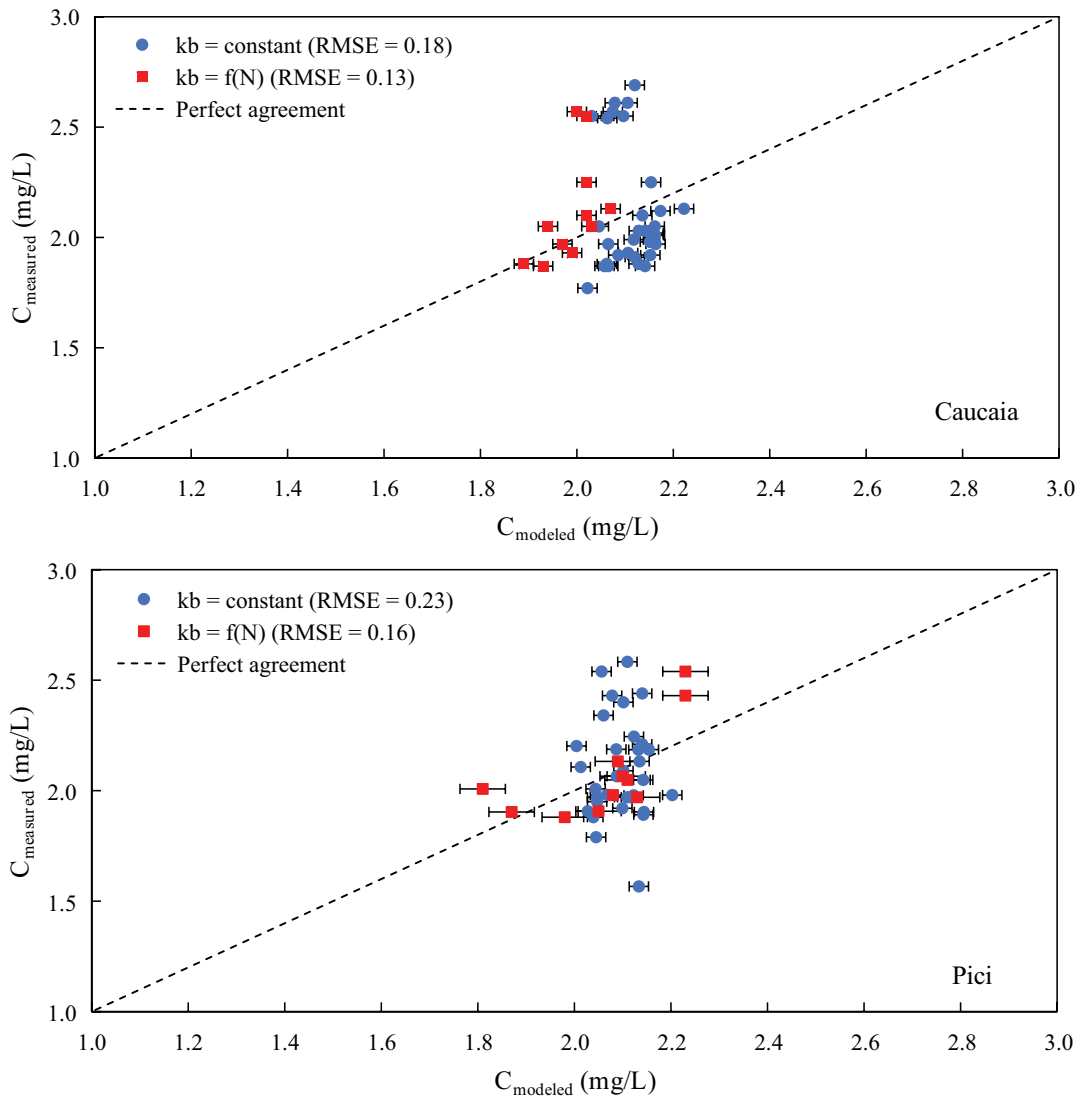 3.0
kb = constant (RMSE = 0.18)
kb = f(N) (RMSE = 0.13)
Perfect agreement
2.5
2.0
1.5
1.0
C measured (mg/L)
Caucaia
1.0 1.2 1.4 1.6 1.8 2.0 2.2 2.4 2.6 2.8 3.0
C modeled (mg/L)
3.0
kb = constant (RMSE = 0.23)
kb = f(N) (RMSE = 0.16)
Perfect agreement
2.5
2.0
1.5
1.0
C measured (mg/L)
Pici
1.0 1.2 1.4 1.6 1.8 2.0 2.2 2.4 2.6 2.8 3.0
C modeled (mg/L)